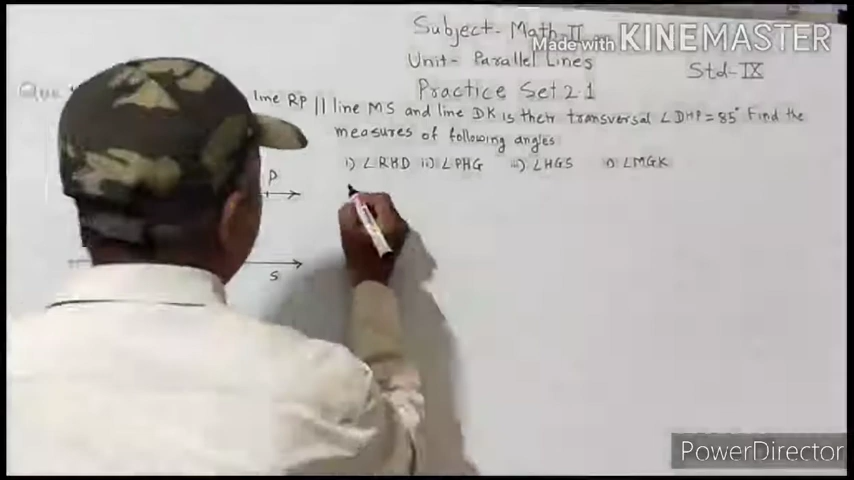 Subject- Math-II
Made with KINEMASTER
Unit- Parallel Lines
Std-IX
Practice Set 2.1
line RP || line MS and line DK is their transversal ∠DHP = 85° Find the
measures of following angles
i) ∠RHD ii) ∠PHG iii) ∠HGS iv) ∠MGK
P
S
PowerDirector